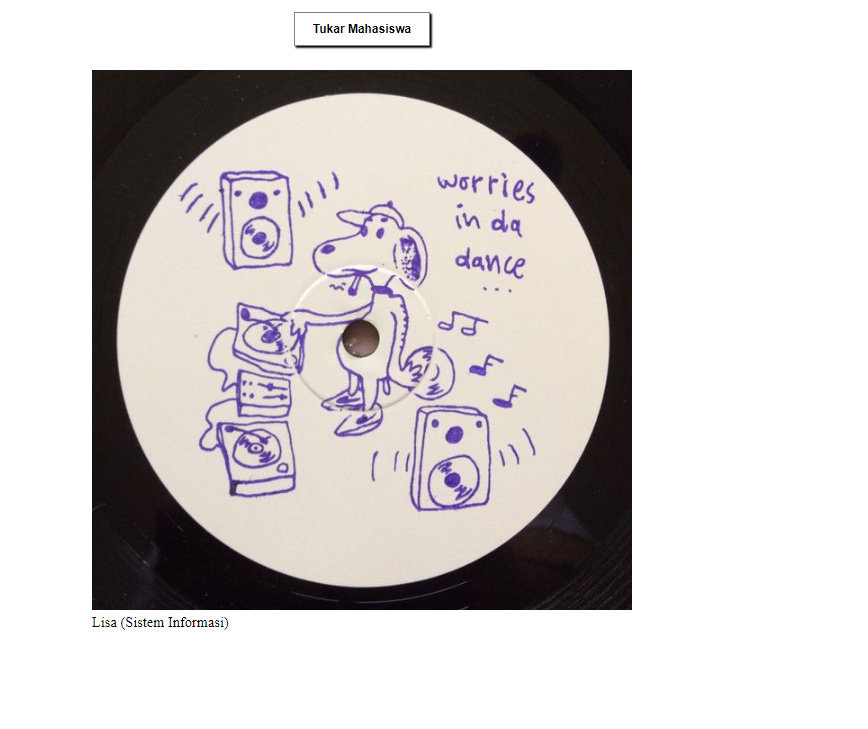 Tukar Mahasiswa
worries
in da
dance
...
Lisa (Sistem Informasi)